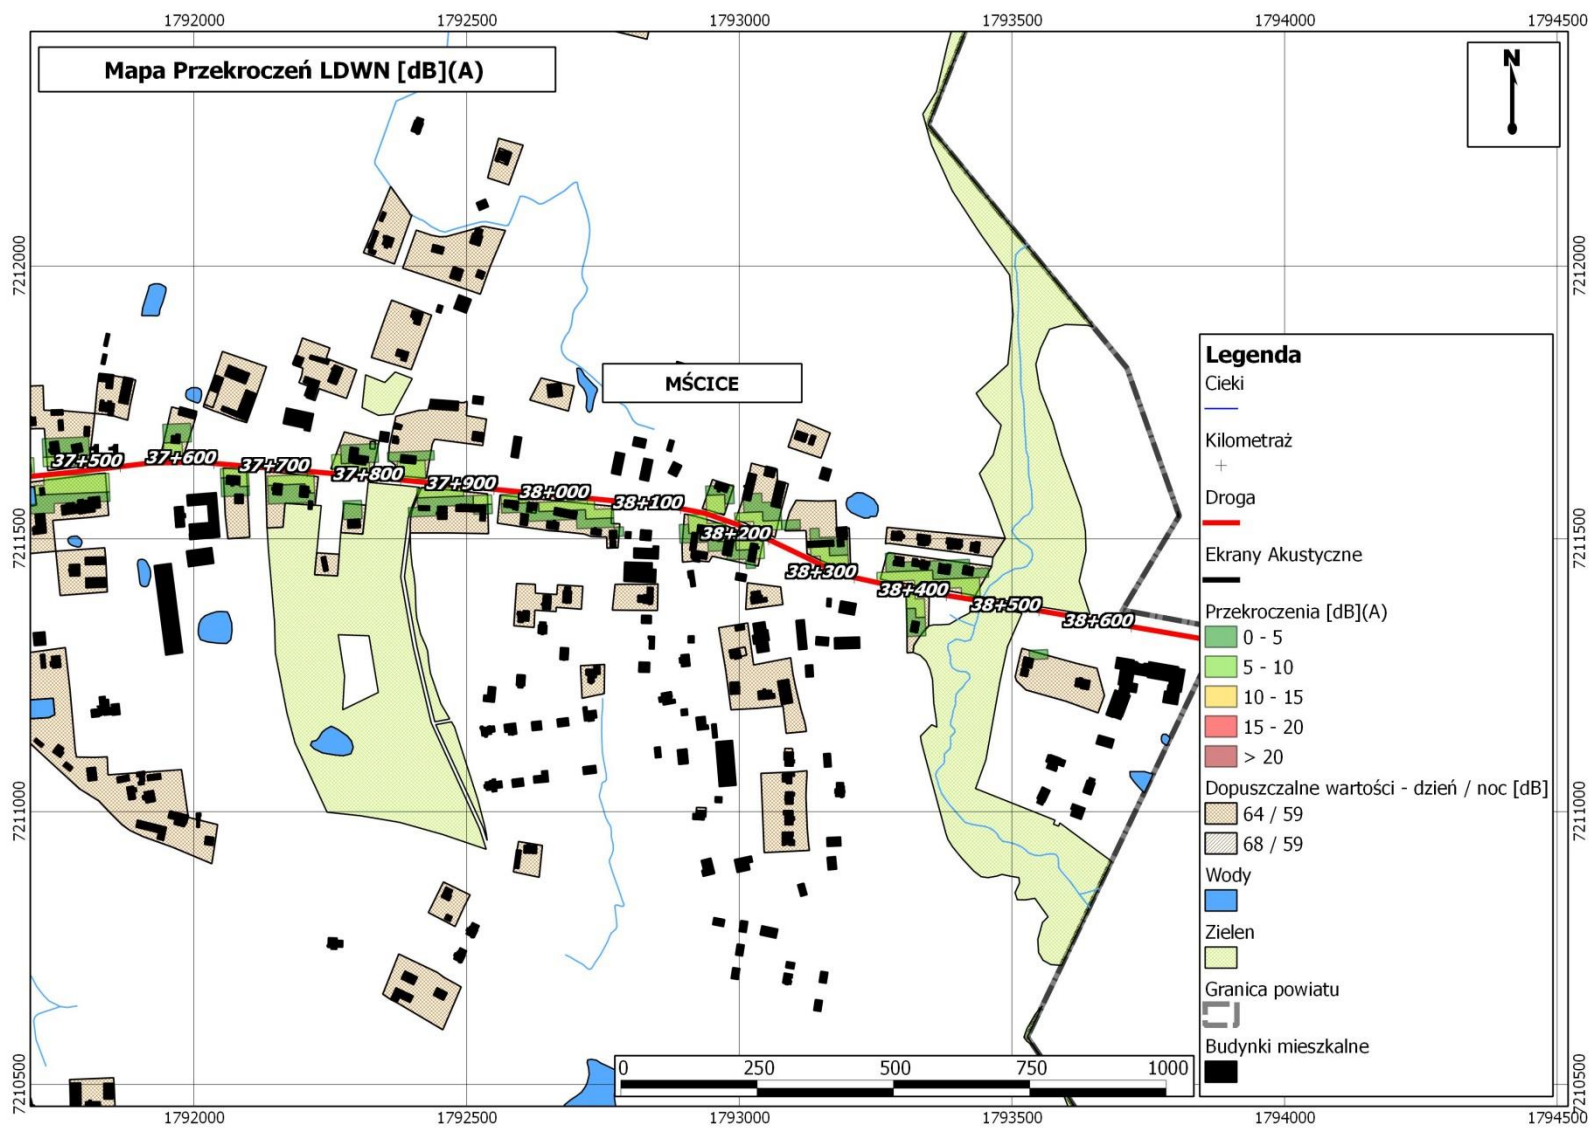 1792000 1792500 1793000 1793500 1794000 1794500
Mapa Przekroczeń LDWN [dB](A)
N
7212000
7212000
MŚCICE
37+500
37+600
37+700
37+800
37+900
38+000
38+100
38+200
38+300
38+400
38+500
38+600
7211500
7211500
7211000
7211000
7210500
7210500
Legenda
Cieki
Kilometraż
Droga
Ekrany Akustyczne
Przekroczenia [dB](A)
0 - 5
5 - 10
10 - 15
15 - 20
> 20
Dopuszczalne wartości - dzień / noc [dB]
64 / 59
68 / 59
Wody
Zielen
Granica powiatu
Budynki mieszkalne
0 250 500 750 1000
1792000 1792500 1793000 1793500 1794000 1794500